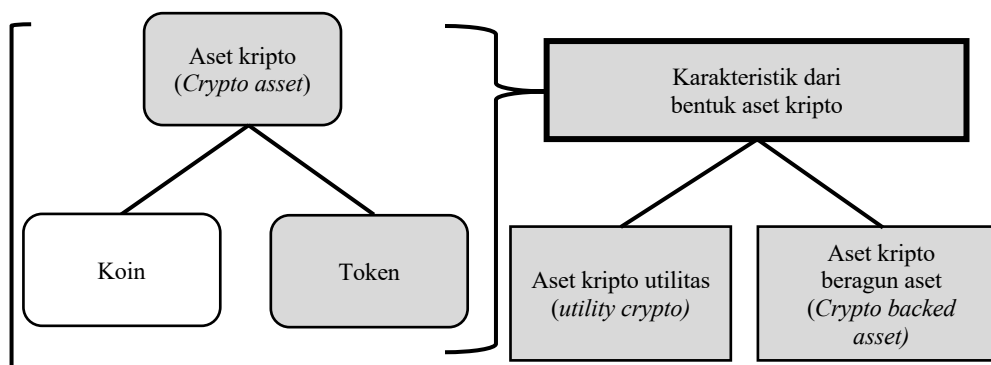 Aset kripto
(Crypto asset)
Karakteristik dari
bentuk aset kripto
Koin
Token
Aset kripto utilitas
(utility crypto)
Aset kripto
beragun aset
(Crypto backed
asset)